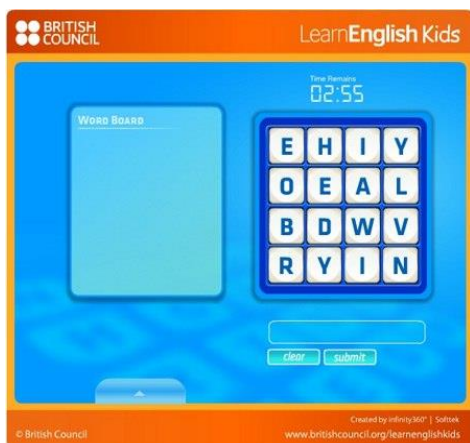 BRITISH
COUNCIL
LearnEnglish Kids
Time Remains
02:55
WORD BOARD
E H I Y
O E A L
B D W V
R Y I N
clear submit
Created by infinity360° | Softtek
© British Council www.britishcouncil.org/learnenglishkids